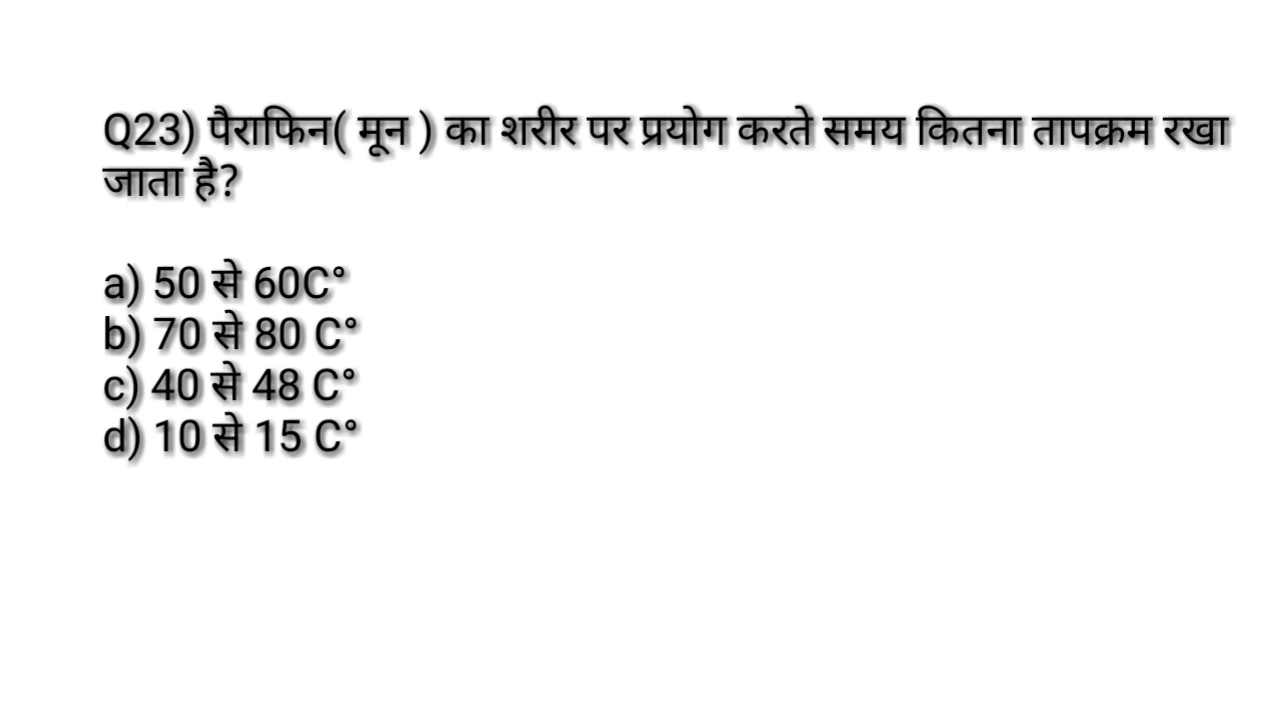 Q23) पैराफिन( मून ) का शरीर पर प्रयोग करते समय कितना तापक्रम रखा
जाता है?
a) 50 से 60C°
b) 70 से 80 C°
c) 40 से 48 C°
d) 10 से 15 C°